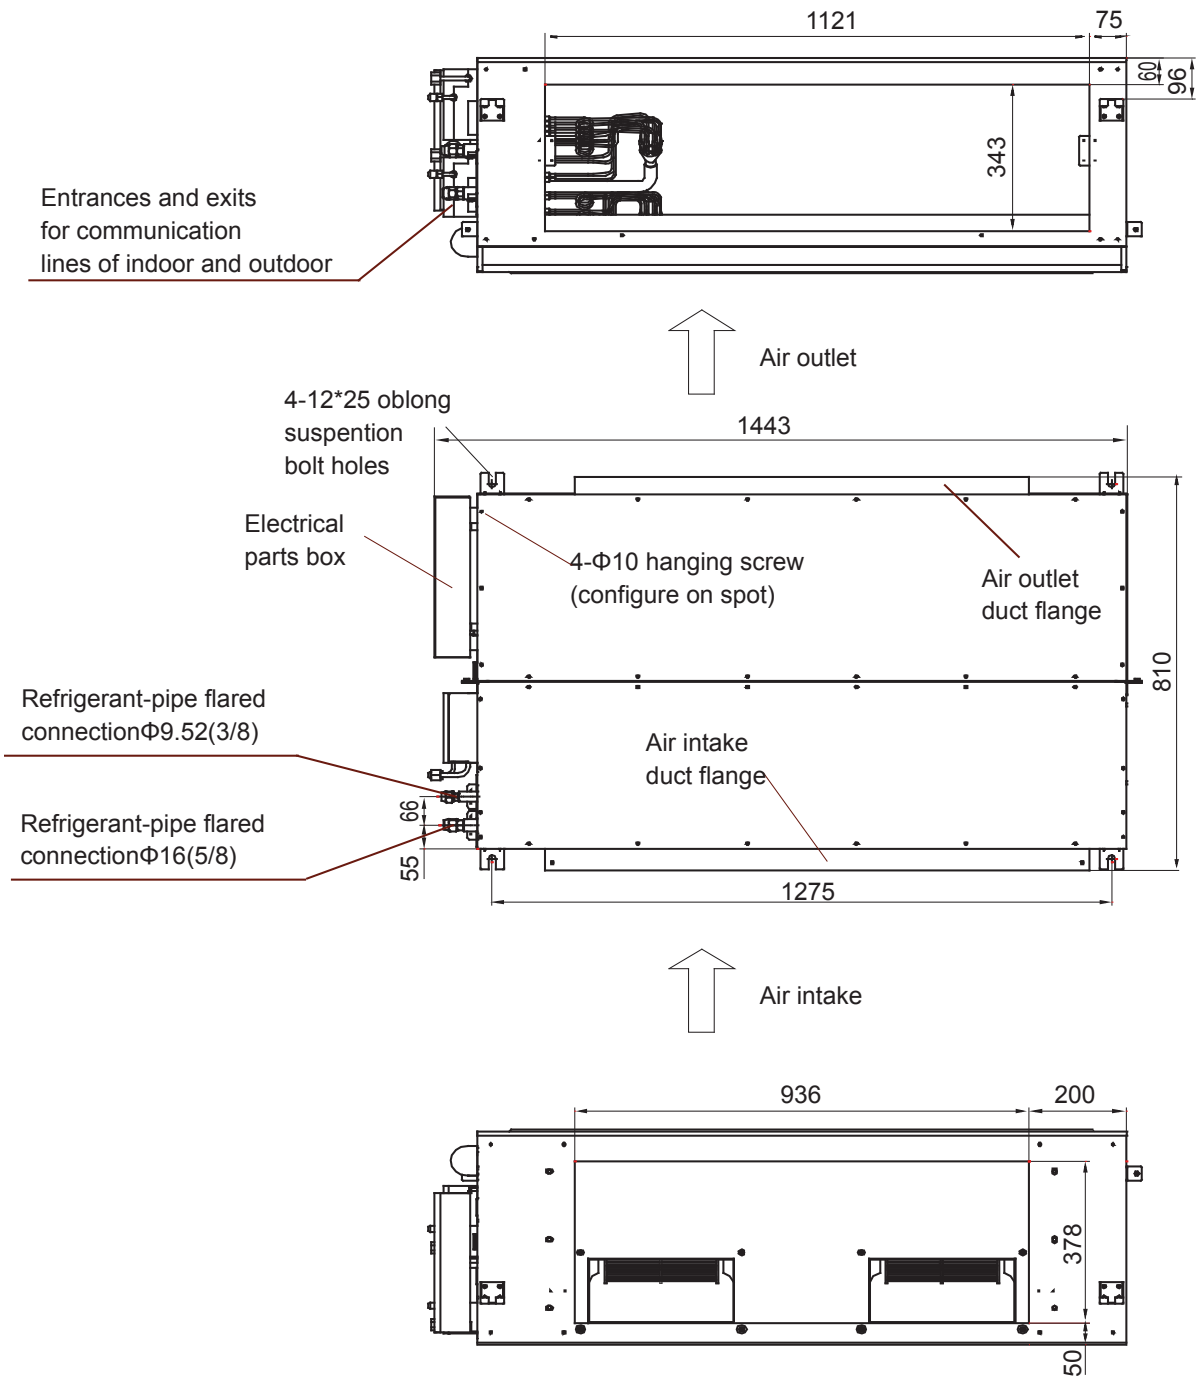 1121
75
60
96
343
Entrances and exits
for communication
lines of indoor and outdoor
Air outlet
4-12*25 oblong
suspention
bolt holes
1443
Electrical
parts box
4-Φ10 hanging screw
(configure on spot)
Air outlet
duct flange
810
Refrigerant-pipe flared
connectionΦ9.52(3/8)
Air intake
duct flange
66
Refrigerant-pipe flared
connectionΦ16(5/8)
55
1275
Air intake
936
200
378
50